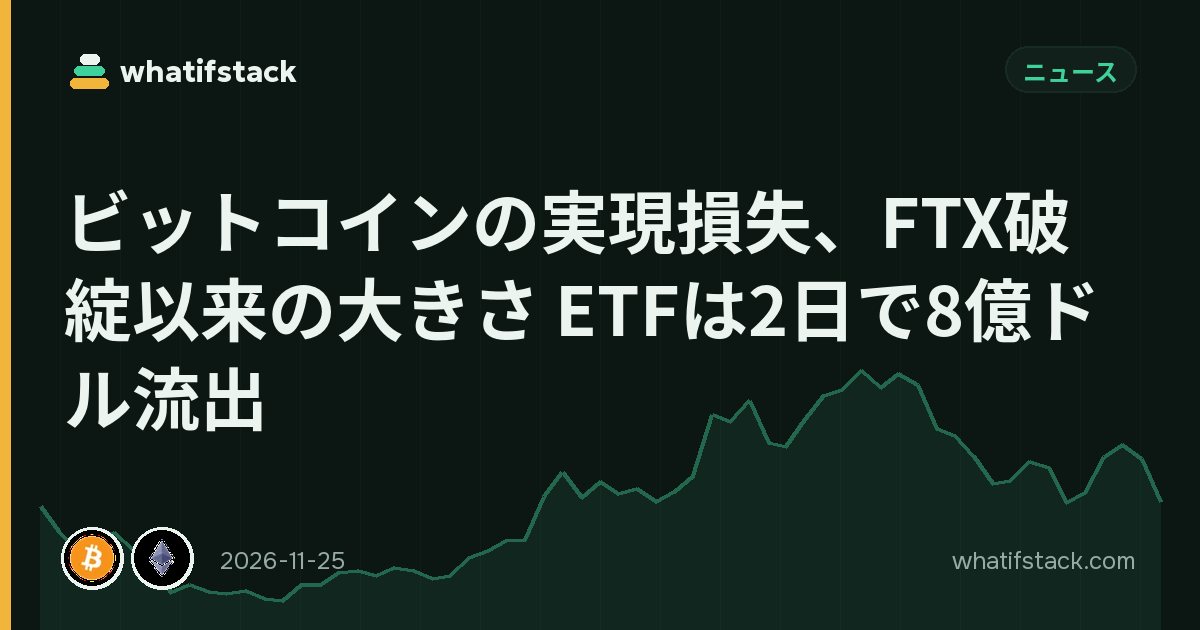 whatifstack
ニュース
ビットコインの実現損失、FTX破
綻以来の大きさ ETFは2日で8億ド
ル流出
2026-11-25
whatifstack.com